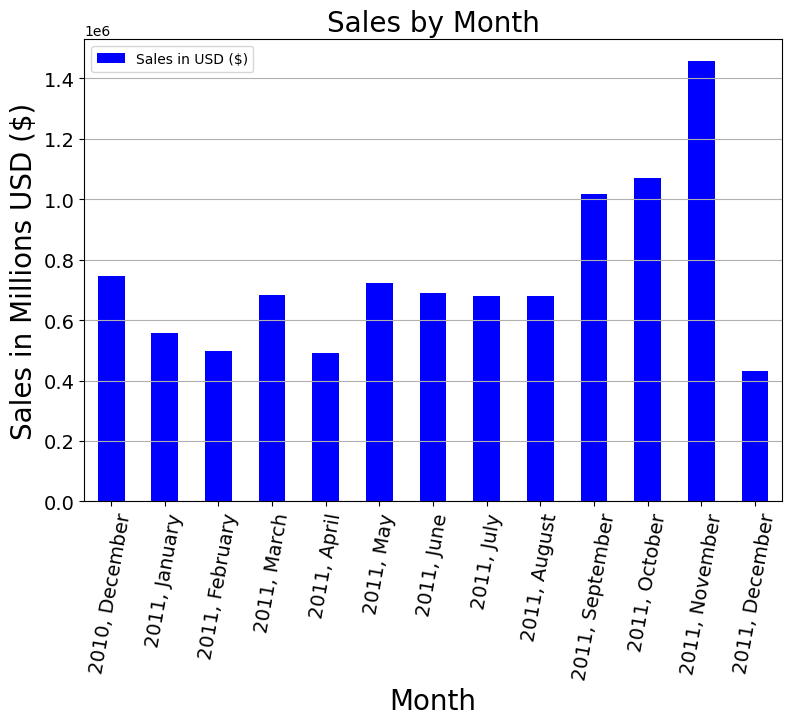 Sales by Month
1e6
Sales in USD ($)
Sales in Millions USD ($)
1.4
1.2
1.0
0.8
0.6
0.4
0.2
0.0
2010, December
2011, January
2011, February
2011, March
2011, April
2011, May
2011, June
2011, July
2011, August
2011, September
2011, October
2011, November
2011, December
Month